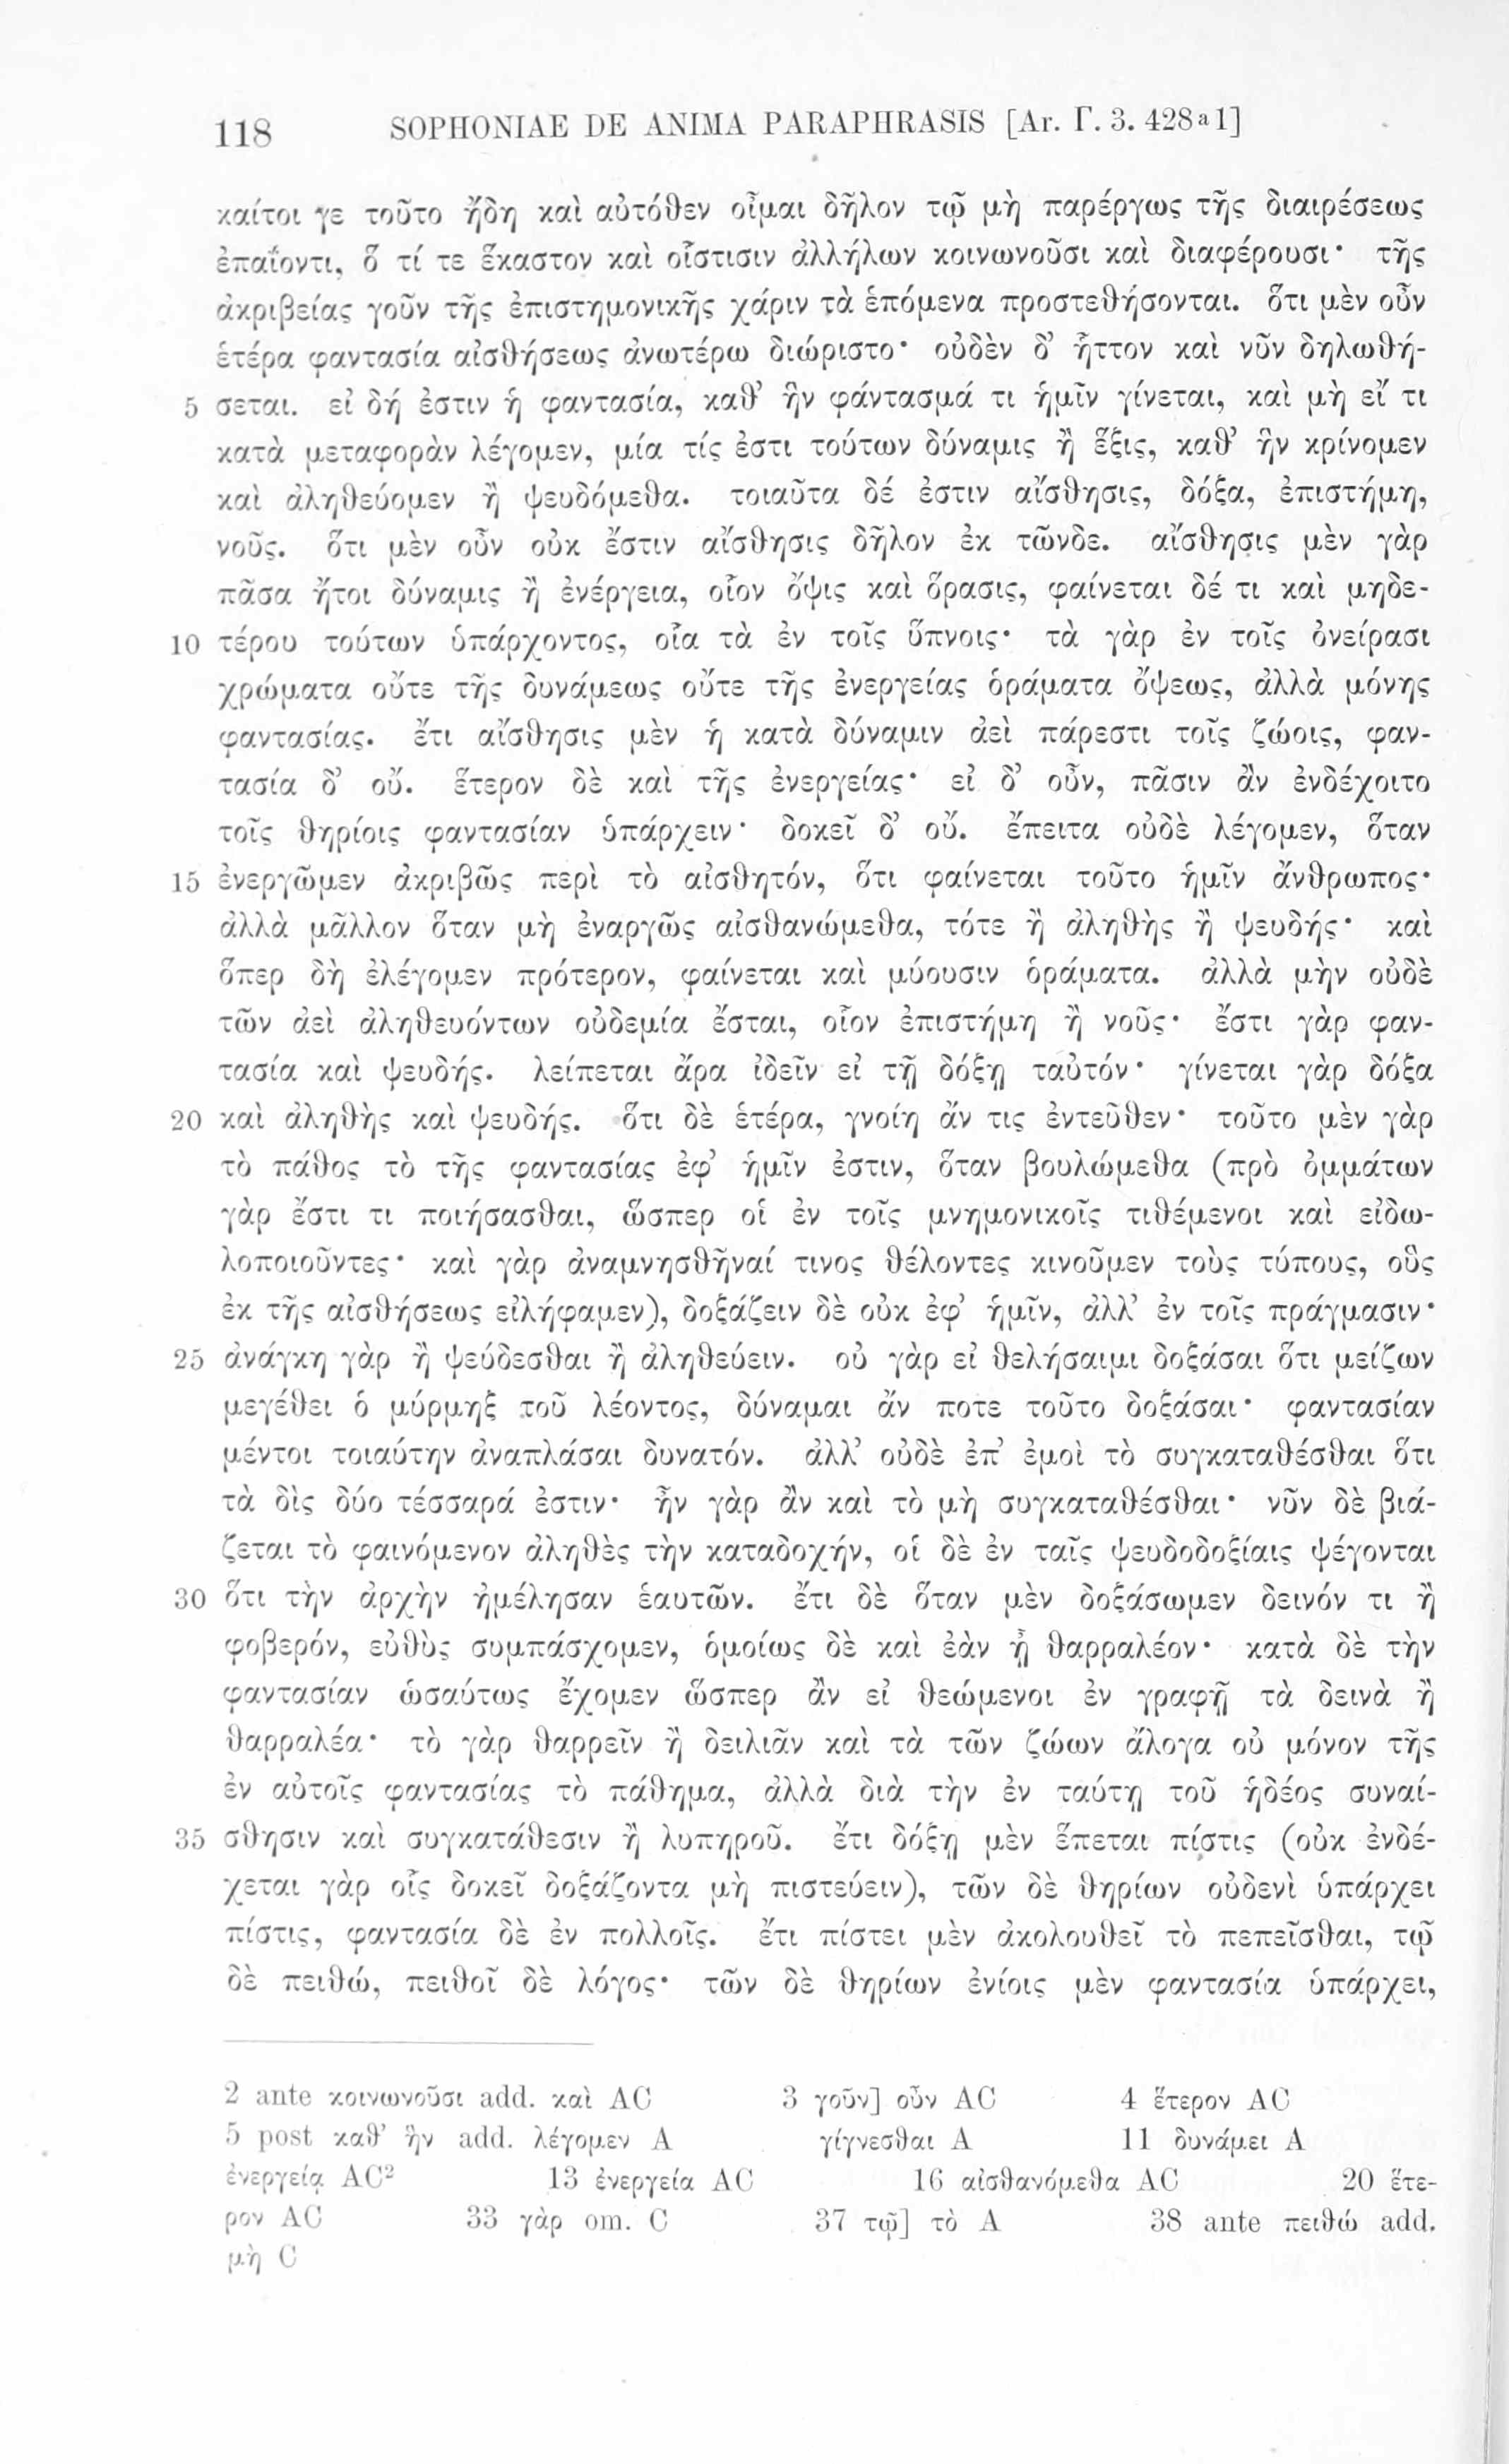 118 SOPHONIAE DE ANIMA PARAPHRASIS [Ar. Γ. 3. 428ᵃ1]
καίτοι γε τοῦτο ἤδη καὶ αὐτόθεν οἶμαι δῆλον τῷ μὴ παρέργως τῆς διαιρέσεως
ἐπαΐοντι, ὅ τί τε ἕκαστον καὶ οἷστισιν ἀλλήλων κοινωνοῦσι καὶ διαφέρουσι· τῆς
ἀκριβείας γοῦν τῆς ἐπιστημονικῆς χάριν τὰ ἑπόμενα προστεθήσονται. ὅτι μὲν οὖν
ἑτέρα φαντασία αἰσθήσεως ἀνωτέρω διώριστο· οὐδὲν δ’ ἧττον καὶ νῦν δηλωθή-
5 σεται. εἰ δή ἐστιν ἡ φαντασία, καθ’ ἣν φάντασμά τι ἡμῖν γίνεται, καὶ μὴ εἴ τι
κατὰ μεταφορὰν λέγομεν, μία τίς ἐστι τούτων δύναμις ἢ ἕξις, καθ’ ἣν κρίνομεν
καὶ ἀληθεύομεν ἢ ψευδόμεθα. τοιαῦτα δέ ἐστιν αἴσθησις, δόξα, ἐπιστήμη,
νοῦς. ὅτι μὲν οὖν οὐκ ἔστιν αἴσθησις δῆλον ἐκ τῶνδε. αἴσθησις μὲν γὰρ
πᾶσα ἤτοι δύναμις ἢ ἐνέργεια, οἷον ὄψις καὶ ὅρασις, φαίνεται δέ τι καὶ μηδε-
10 τέρου τούτων ὑπάρχοντος, οἷα τὰ ἐν τοῖς ὕπνοις· τὰ γὰρ ἐν τοῖς ὀνείρασι
χρώματα οὔτε τῆς δυνάμεως οὔτε τῆς ἐνεργείας ὁράματα ὄψεως, ἀλλὰ μόνης
φαντασίας. ἔτι αἴσθησις μὲν ἡ κατὰ δύναμιν ἀεὶ πάρεστι τοῖς ζώοις, φαν-
τασία δ’ οὔ. ἕτερον δὲ καὶ τῆς ἐνεργείας· εἰ δ’ οὖν, πᾶσιν ἂν ἐνδέχοιτο
τοῖς θηρίοις φαντασίαν ὑπάρχειν· δοκεῖ δ’ οὔ. ἔπειτα οὐδὲ λέγομεν, ὅταν
15 ἐνεργῶμεν ἀκριβῶς περὶ τὸ αἰσθητόν, ὅτι φαίνεται τοῦτο ἡμῖν ἄνθρωπος·
ἀλλὰ μᾶλλον ὅταν μὴ ἐναργῶς αἰσθανώμεθα, τότε ἢ ἀληθὴς ἢ ψευδής· καὶ
ὅπερ δὴ ἐλέγομεν πρότερον, φαίνεται καὶ μύουσιν ὁράματα. ἀλλὰ μὴν οὐδὲ
τῶν ἀεὶ ἀληθευόντων οὐδεμία ἔσται, οἷον ἐπιστήμη ἢ νοῦς· ἔστι γὰρ φαν-
τασία καὶ ψευδής. λείπεται ἄρα ἰδεῖν εἰ τῇ δόξῃ ταὐτόν· γίνεται γὰρ δόξα
20 καὶ ἀληθὴς καὶ ψευδής. ὅτι δὲ ἑτέρα, γνοίη ἄν τις ἐντεῦθεν· τοῦτο μὲν γὰρ
τὸ πάθος τὸ τῆς φαντασίας ἐφ’ ἡμῖν ἐστιν, ὅταν βουλώμεθα (πρὸ ὀμμάτων
γὰρ ἔστι τι ποιήσασθαι, ὥσπερ οἱ ἐν τοῖς μνημονικοῖς τιθέμενοι καὶ εἰδω-
λοποιοῦντες· καὶ γὰρ ἀναμνησθῆναί τινος θέλοντες κινοῦμεν τοὺς τύπους, οὓς
ἐκ τῆς αἰσθήσεως εἰλήφαμεν), δοξάζειν δὲ οὐκ ἐφ’ ἡμῖν, ἀλλ’ ἐν τοῖς πράγμασιν·
25 ἀνάγκη γὰρ ἢ ψεύδεσθαι ἢ ἀληθεύειν. οὐ γὰρ εἰ θελήσαιμι δοξάσαι ὅτι μείζων
μεγέθει ὁ μύρμηξ τοῦ λέοντος, δύναμαι ἄν ποτε τοῦτο δοξάσαι· φαντασίαν
μέντοι τοιαύτην ἀναπλάσαι δυνατόν. ἀλλ’ οὐδὲ ἐπ’ ἐμοὶ τὸ συγκαταθέσθαι ὅτι
τὰ δὶς δύο τέσσαρά ἐστιν· ἦν γὰρ ἂν καὶ τὸ μὴ συγκαταθέσθαι· νῦν δὲ βιά-
ζεται τὸ φαινόμενον ἀληθὲς τὴν καταδοχήν, οἱ δὲ ἐν ταῖς ψευδοδοξίαις ψέγονται
30 ὅτι τὴν ἀρχὴν ἠμέλησαν ἑαυτῶν. ἔτι δὲ ὅταν μὲν δοξάσωμεν δεινόν τι ἢ
φοβερόν, εὐθὺς συμπάσχομεν, ὁμοίως δὲ καὶ ἐὰν ᾖ θαρραλέον· κατὰ δὲ τὴν
φαντασίαν ὡσαύτως ἔχομεν ὥσπερ ἂν εἰ θεώμενοι ἐν γραφῇ τὰ δεινὰ ἢ
θαρραλέα· τὸ γὰρ θαρρεῖν ἢ δειλιᾶν καὶ τὰ τῶν ζώων ἄλογα οὐ μόνον τῆς
ἐν αὐτοῖς φαντασίας τὸ πάθημα, ἀλλὰ διὰ τὴν ἐν ταύτῃ τοῦ ἡδέος συναί-
35 σθησιν καὶ συγκατάθεσιν ἢ λυπηροῦ. ἔτι δόξῃ μὲν ἕπεται πίστις (οὐκ ἐνδέ-
χεται γὰρ οἷς δοκεῖ δοξάζοντα μὴ πιστεύειν), τῶν δὲ θηρίων οὐδενὶ ὑπάρχει
πίστις, φαντασία δὲ ἐν πολλοῖς. ἔτι πίστει μὲν ἀκολουθεῖ τὸ πεπεῖσθαι, τῷ
δὲ πειθώ, πειθοῖ δὲ λόγος· τῶν δὲ θηρίων ἐνίοις μὲν φαντασία ὑπάρχει,
2 ante κοινωνοῦσι add. καὶ AC 3 γοῦν] οὖν AC 4 ἕτερον AC
5 post καθ’ ἣν add. λέγομεν A γίγνεσθαι A 11 δυνάμει A
ἐνεργείᾳ AC² 13 ἐνεργεία AC 16 αἰσθανόμεθα AC 20 ἕτε-
ρον AC 33 γὰρ om. C 37 τῷ] τὸ A 38 ante πειθώ add.
μὴ C